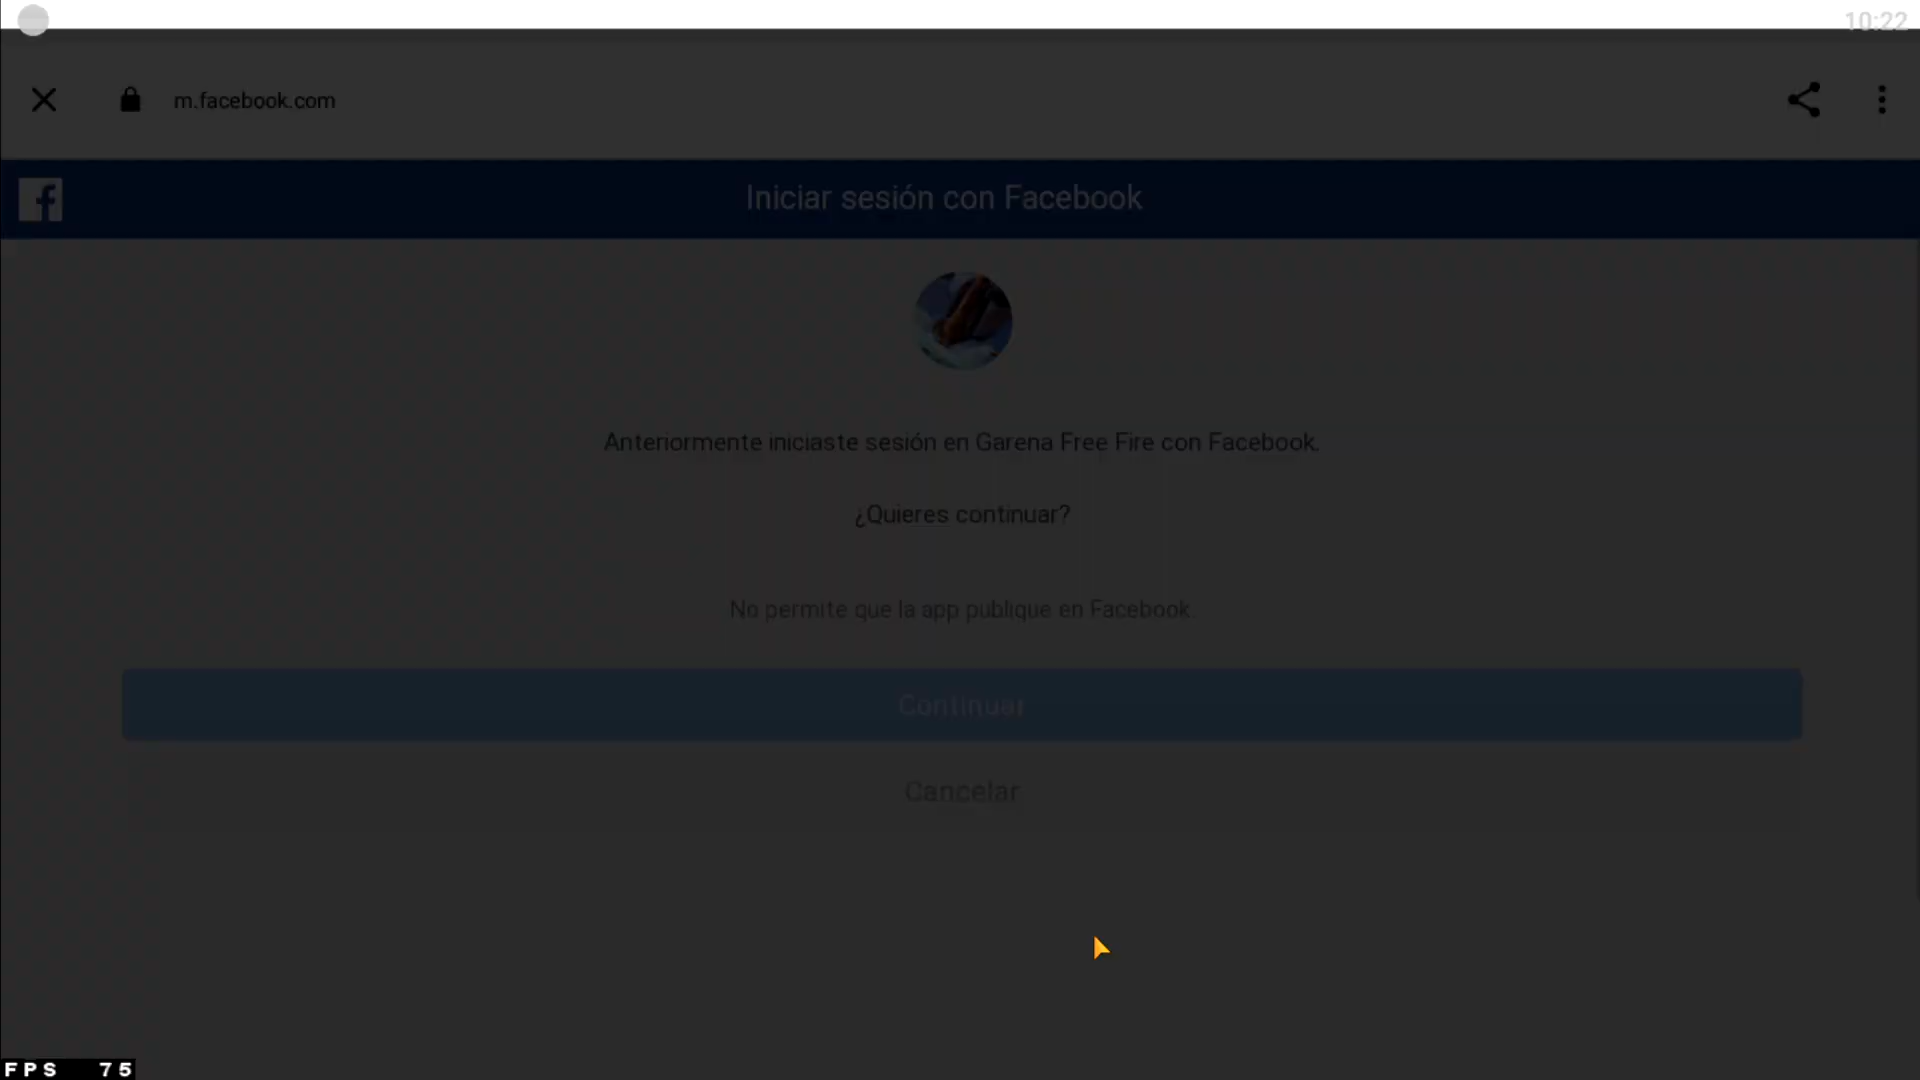 10:22
m.facebook.com
Iniciar sesión con Facebook
Anteriormente iniciaste sesión en Garena Free Fire con Facebook.
¿Quieres continuar?
No permite que la app publique en Facebook.
Continuar
Cancelar
FPS 75